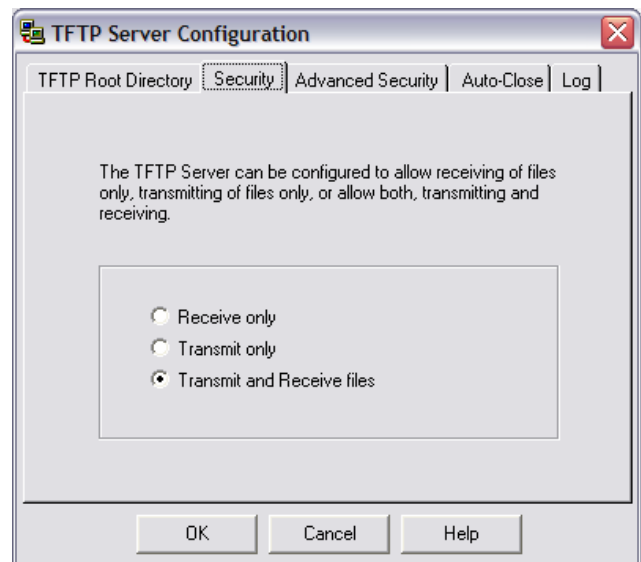 TFTP Server Configuration
TFTP Root Directory Security Advanced Security Auto-Close Log
The TFTP Server can be configured to allow receiving of files
only, transmitting of files only, or allow both, transmitting and
receiving.
Receive only
Transmit only
Transmit and Receive files
OK Cancel Help